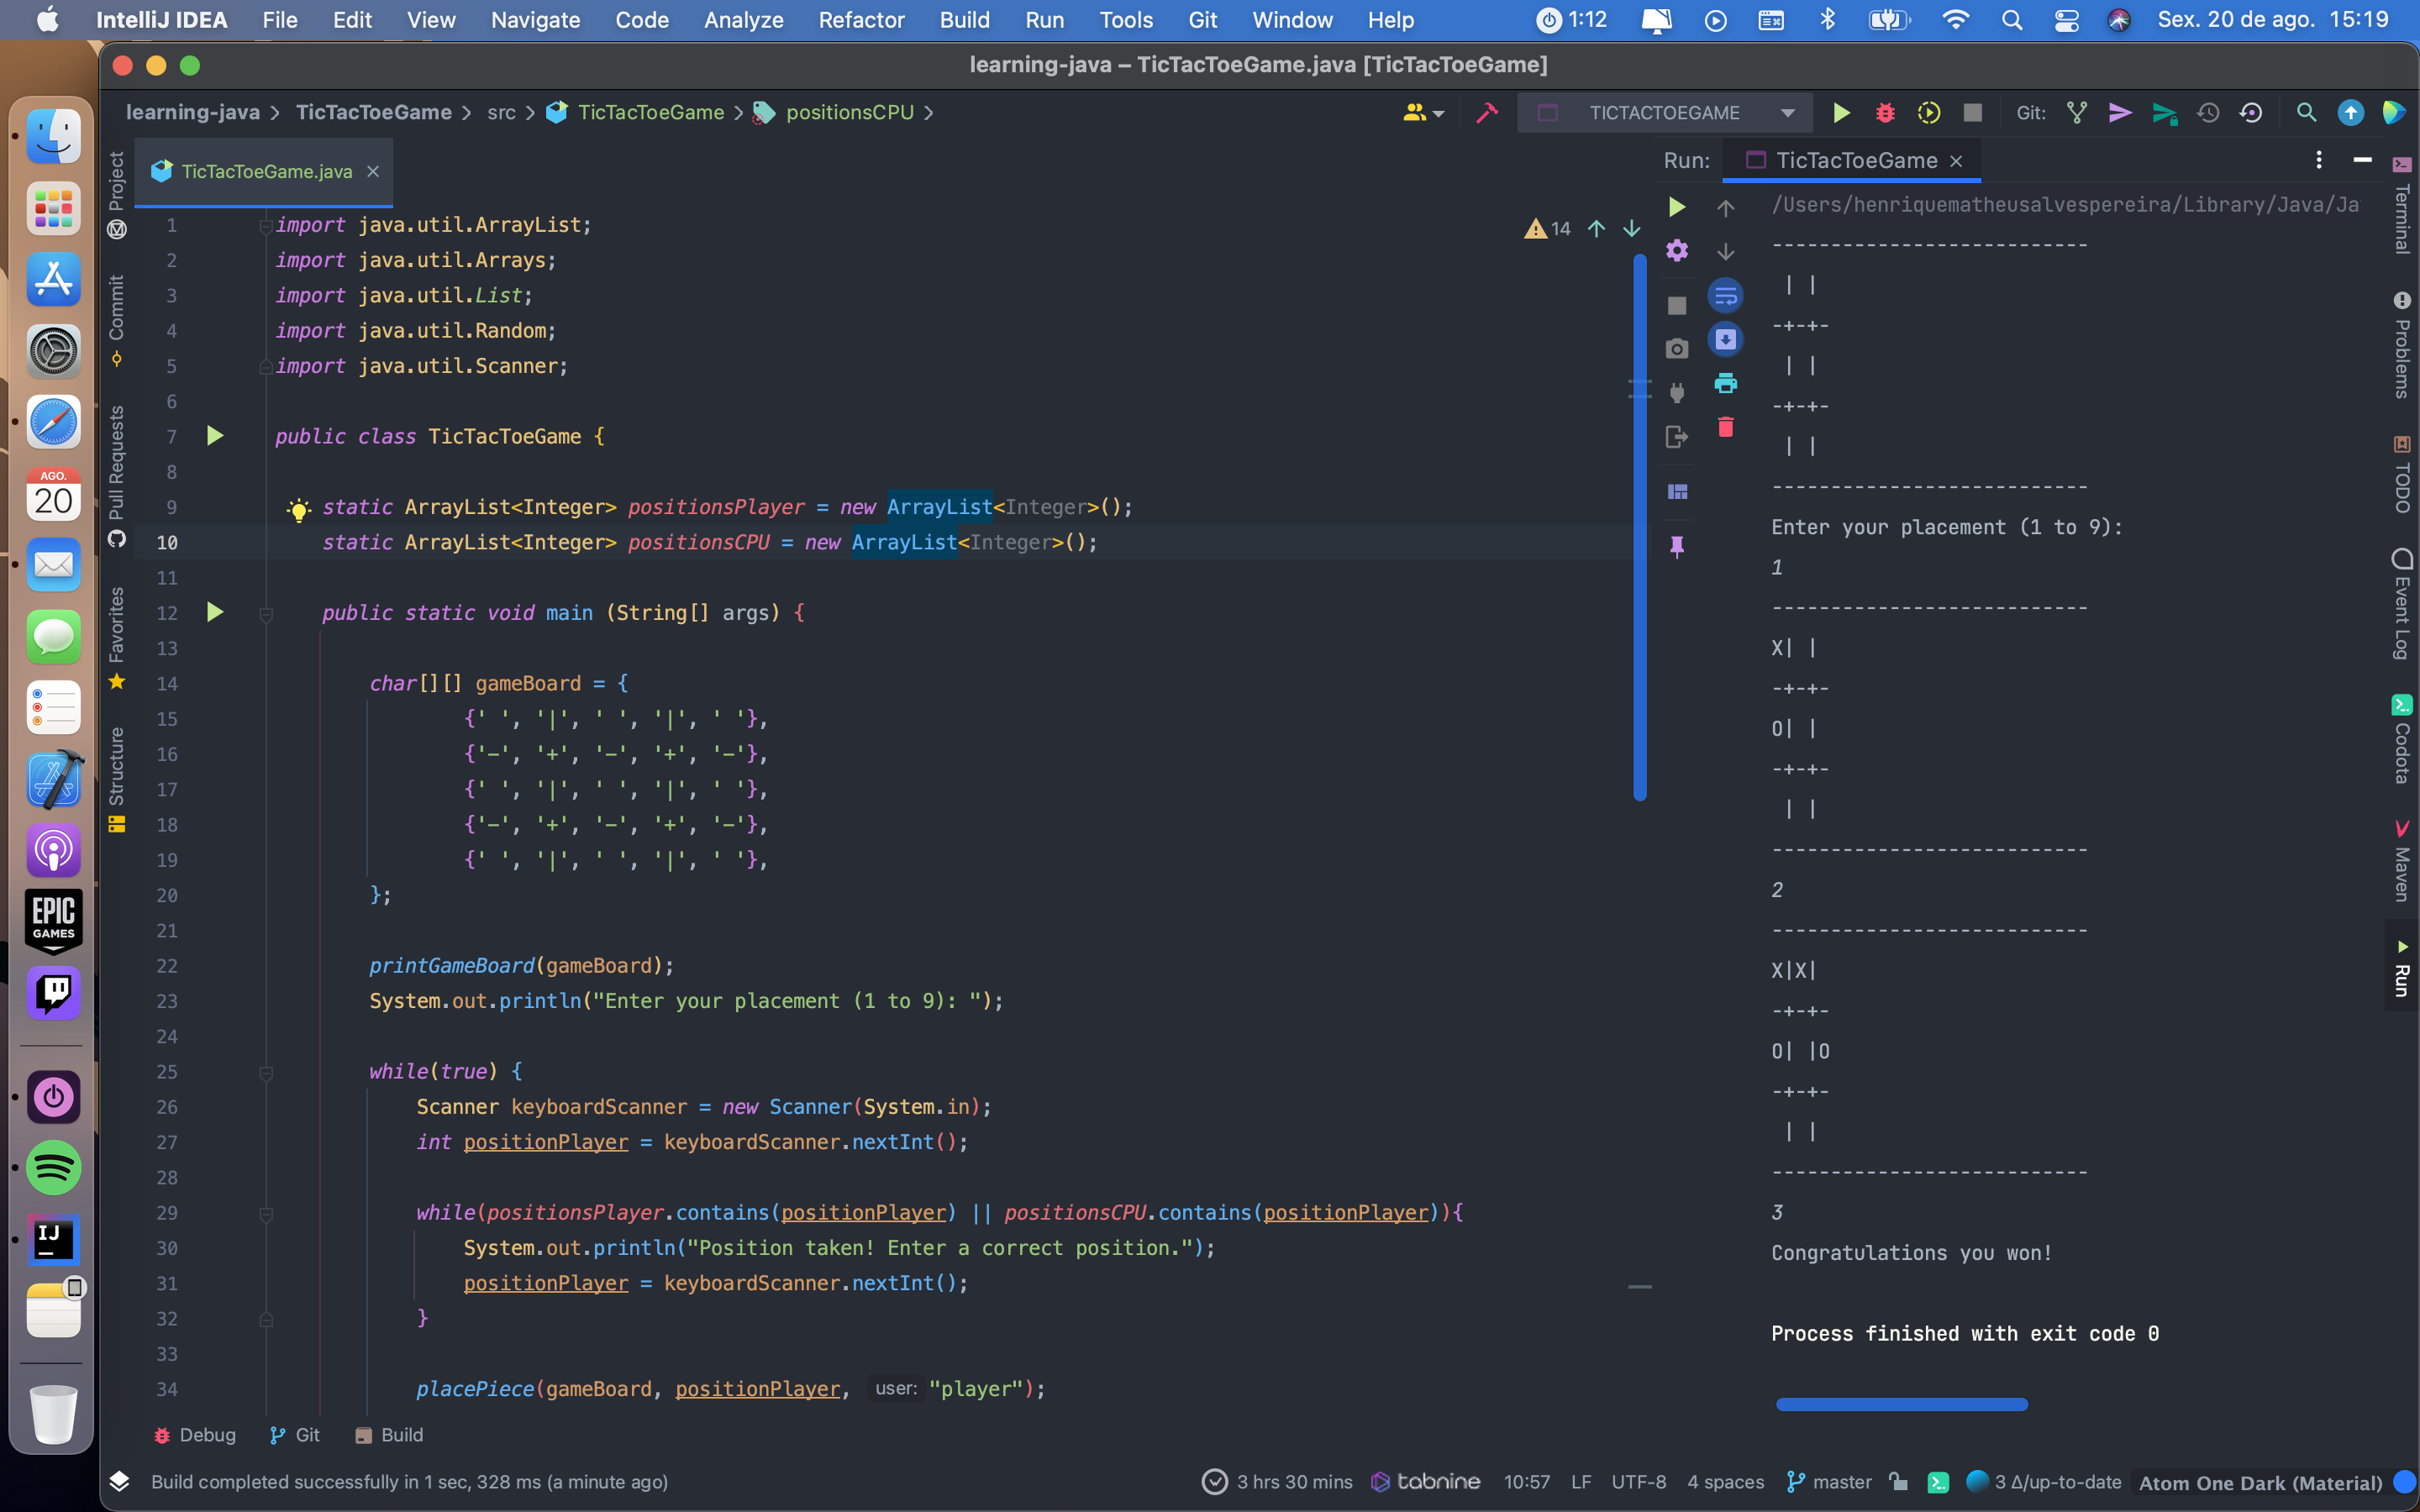 IntelliJ IDEA File Edit View Navigate Code Analyze Refactor Build Run Tools Git Window Help 1:12 Sex. 20 de ago. 15:19
learning-java – TicTacToeGame.java [TicTacToeGame]
learning-java > TicTacToeGame > src > TicTacToeGame > positionsCPU > TICTACTOEGAME Git:
TicTacToeGame.java ×
14
Project
Commit
Pull Requests
Favorites
Structure
AGO.
20
EPIC
GAMES
IJ
1 import java.util.ArrayList;
2 import java.util.Arrays;
3 import java.util.List;
4 import java.util.Random;
5 import java.util.Scanner;
6
7 public class TicTacToeGame {
8
9 static ArrayList<Integer> positionsPlayer = new ArrayList<Integer>();
10 static ArrayList<Integer> positionsCPU = new ArrayList<Integer>();
11
12 public static void main (String[] args) {
13
14 char[][] gameBoard = {
15 {' ', '|', ' ', '|', ' '},
16 {'-', '+', '-', '+', '-'},
17 {' ', '|', ' ', '|', ' '},
18 {'-', '+', '-', '+', '-'},
19 {' ', '|', ' ', '|', ' '},
20 };
21
22 printGameBoard(gameBoard);
23 System.out.println("Enter your placement (1 to 9): ");
24
25 while(true) {
26 Scanner keyboardScanner = new Scanner(System.in);
27 int positionPlayer = keyboardScanner.nextInt();
28
29 while(positionsPlayer.contains(positionPlayer) || positionsCPU.contains(positionPlayer)){
30 System.out.println("Position taken! Enter a correct position.");
31 positionPlayer = keyboardScanner.nextInt();
32 }
33
34 placePiece(gameBoard, positionPlayer, user: "player");
Run: TicTacToeGame ×
/Users/henriquematheusalvespereira/Library/Java/Ja
---------------------------
 | |
-+-+-
 | |
-+-+-
 | |
---------------------------
Enter your placement (1 to 9):
1
---------------------------
X| |
-+-+-
O| |
-+-+-
 | |
---------------------------
2
---------------------------
X|X|
-+-+-
O| |O
-+-+-
 | |
---------------------------
3
Congratulations you won!
Process finished with exit code 0
Terminal
Problems
TODO
Event Log
Codota
Maven
Run
Debug Git Build
Build completed successfully in 1 sec, 328 ms (a minute ago) 3 hrs 30 mins tabnine 10:57 LF UTF-8 4 spaces master 3 Δ/up-to-date Atom One Dark (Material)